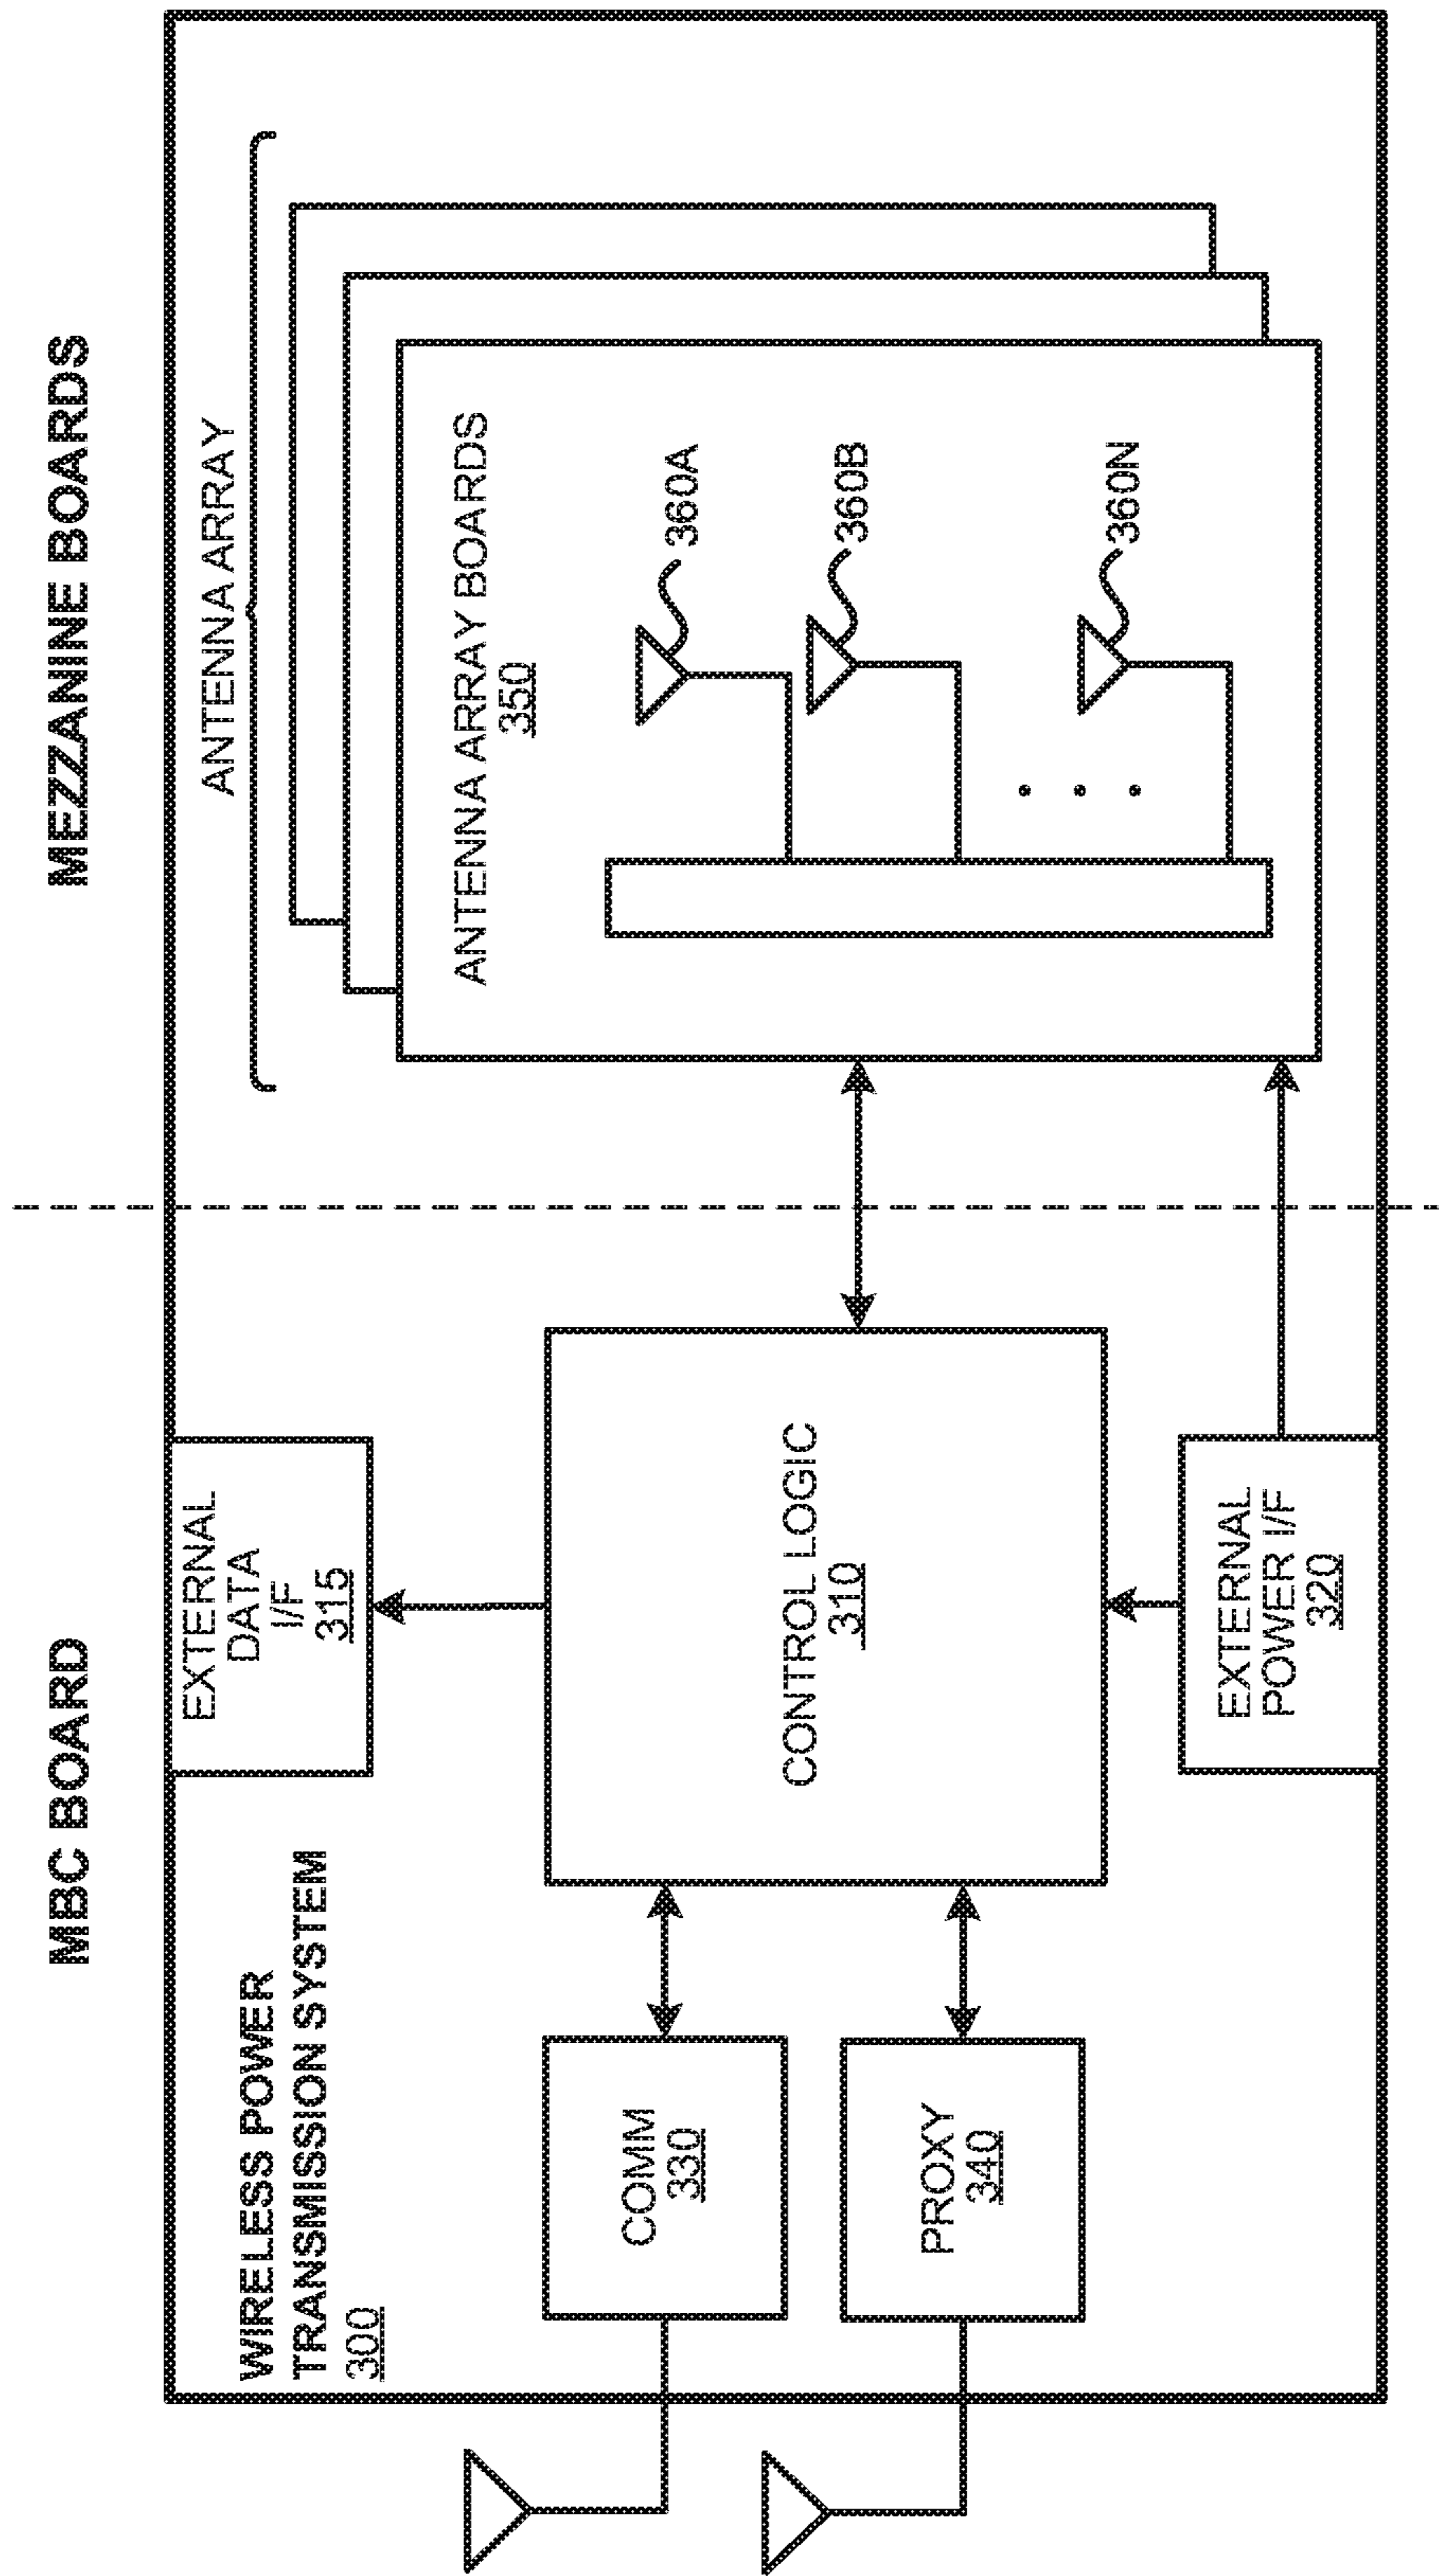 MBC BOARD
MEZZANINE BOARDS
WIRELESS POWER
TRANSMISSION SYSTEM
300
EXTERNAL
DATA
I/F
315
ANTENNA ARRAY
COMM
330
PROXY
340
CONTROL LOGIC
310
EXTERNAL
POWER I/F
320
ANTENNA ARRAY BOARDS
350
360A
360B
360N